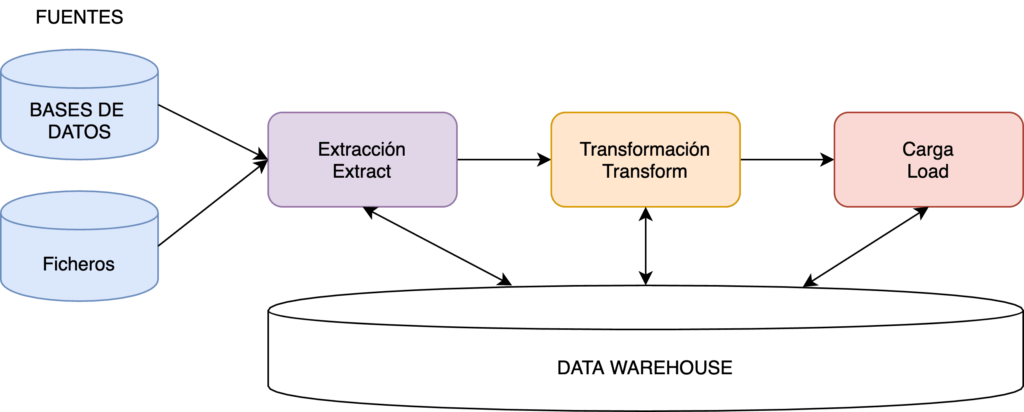 FUENTES
BASES DE
DATOS
Ficheros
Extracción
Extract
Transformación
Transform
Carga
Load
DATA WAREHOUSE